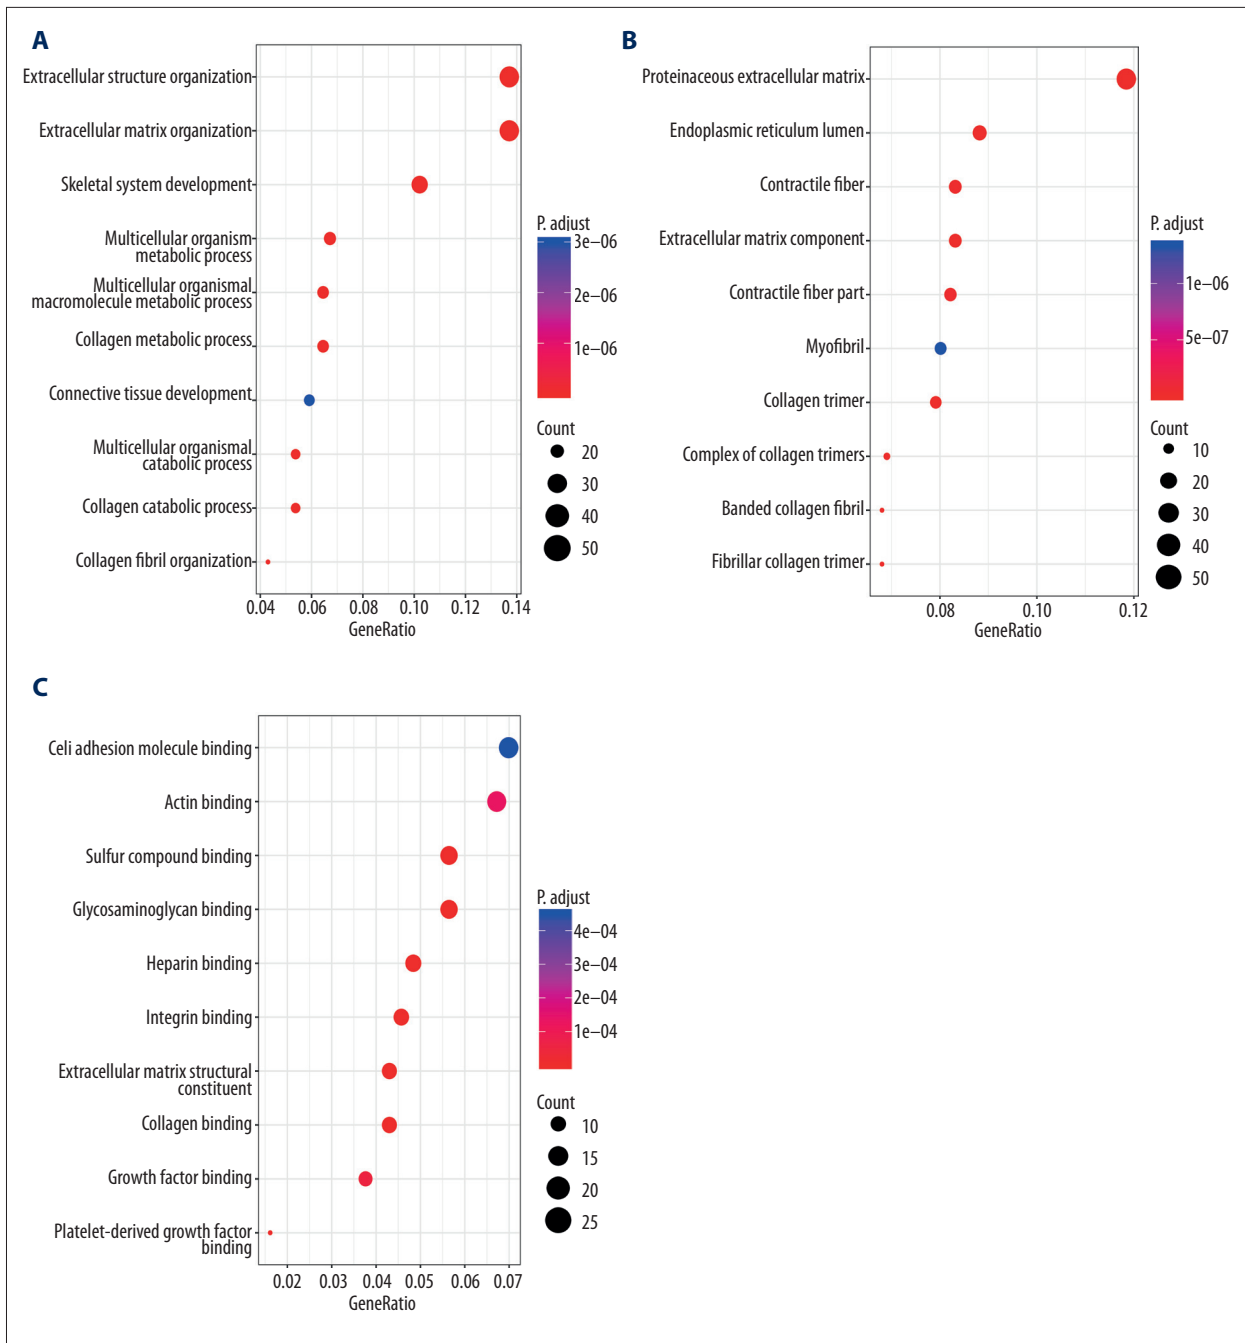 A
Extracellular structure organization
Extracellular matrix organization
Skeletal system development
Multicellular organism
metabolic process
Multicellular organismal
macromolecule metabolic process
Collagen metabolic process
Connective tissue development
Multicellular organismal
catabolic process
Collagen catabolic process
Collagen fibril organization
0.04 0.06 0.08 0.10 0.12 0.14
GeneRatio
P. adjust
3e−06
2e−06
1e−06
Count
20
30
40
50
B
Proteinaceous extracellular matrix
Endoplasmic reticulum lumen
Contractile fiber
Extracellular matrix component
Contractile fiber part
Myofibril
Collagen trimer
Complex of collagen trimers
Banded collagen fibril
Fibrillar collagen trimer
0.08 0.10 0.12
GeneRatio
P. adjust
1e−06
5e−07
Count
10
20
30
40
50
C
Celi adhesion molecule binding
Actin binding
Sulfur compound binding
Glycosaminoglycan binding
Heparin binding
Integrin binding
Extracellular matrix structural
constituent
Collagen binding
Growth factor binding
Platelet-derived growth factor
binding
0.02 0.03 0.04 0.05 0.06 0.07
GeneRatio
P. adjust
4e−04
3e−04
2e−04
1e−04
Count
10
15
20
25